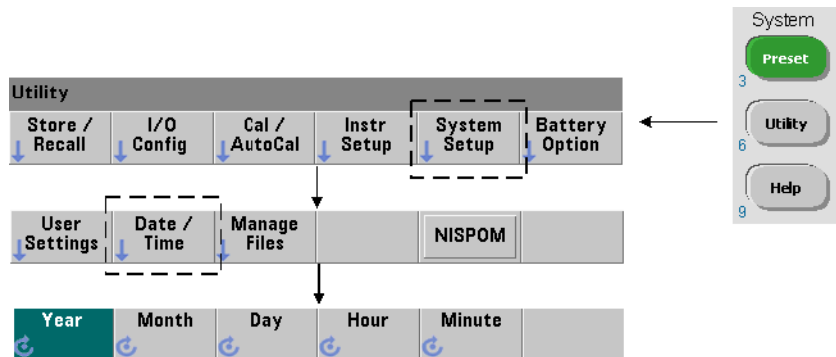 System
Preset
3
Utility
6
Help
9
Utility
Store / Recall
I/O Config
Cal / AutoCal
Instr Setup
System Setup
Battery Option
User Settings
Date / Time
Manage Files
NISPOM
Year
Month
Day
Hour
Minute